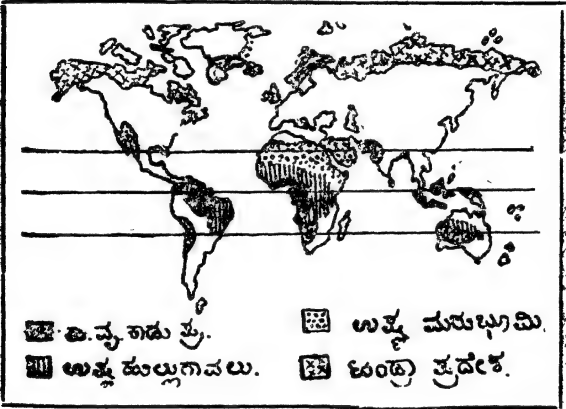 ಸ.ವೃ.ಕಾಡು ಪ್ರ.
ಉಷ್ಣ ಹುಲ್ಲುಗಾವಲು.
ಉಷ್ಣ ಮರುಭೂಮಿ.
ಟಂಡ್ರಾ ಪ್ರದೇಶ.